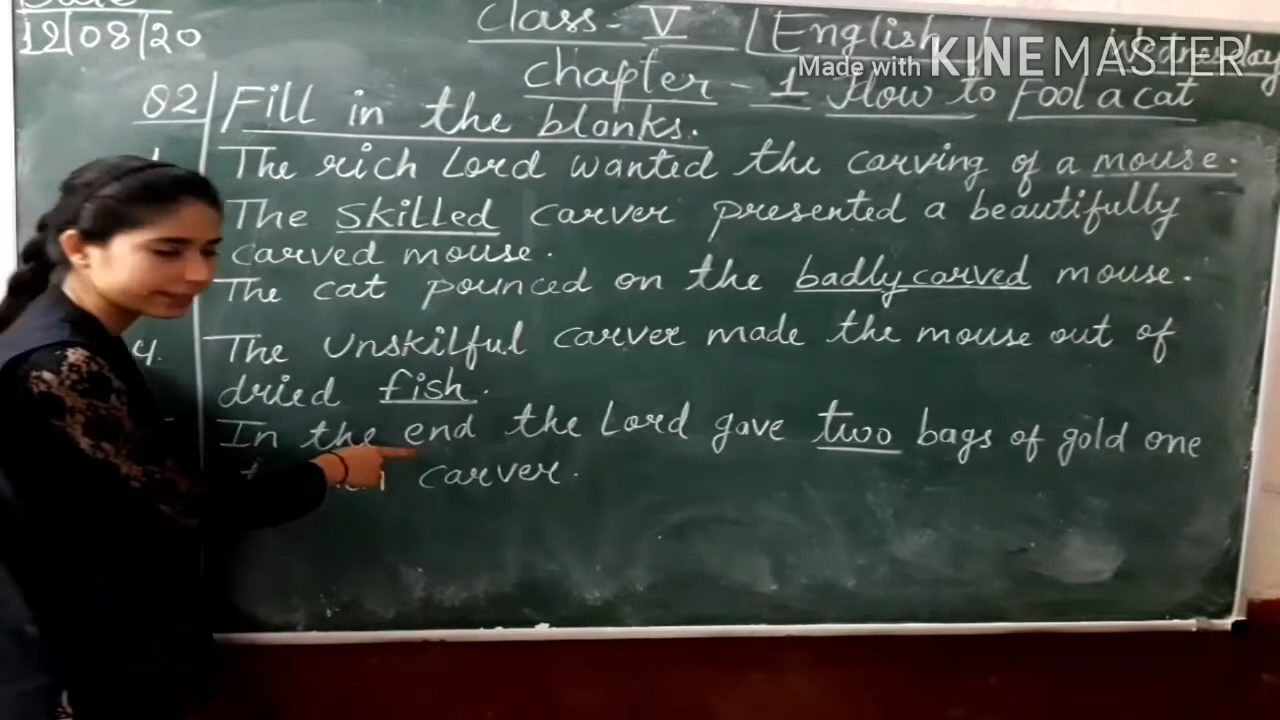 Date
12/08/20
Class - V
English
Wednesday
Made with KINEMASTER
Chapter - 1 How to Fool a cat
Q2 Fill in the blanks.
1. The rich Lord wanted the carving of a mouse.
The skilled carver presented a beautifully
carved mouse.
The cat pounced on the badly carved mouse.
4. The Unskilful carver made the mouse out of
dried fish.
In the end the Lord gave two bags of gold one
carver.